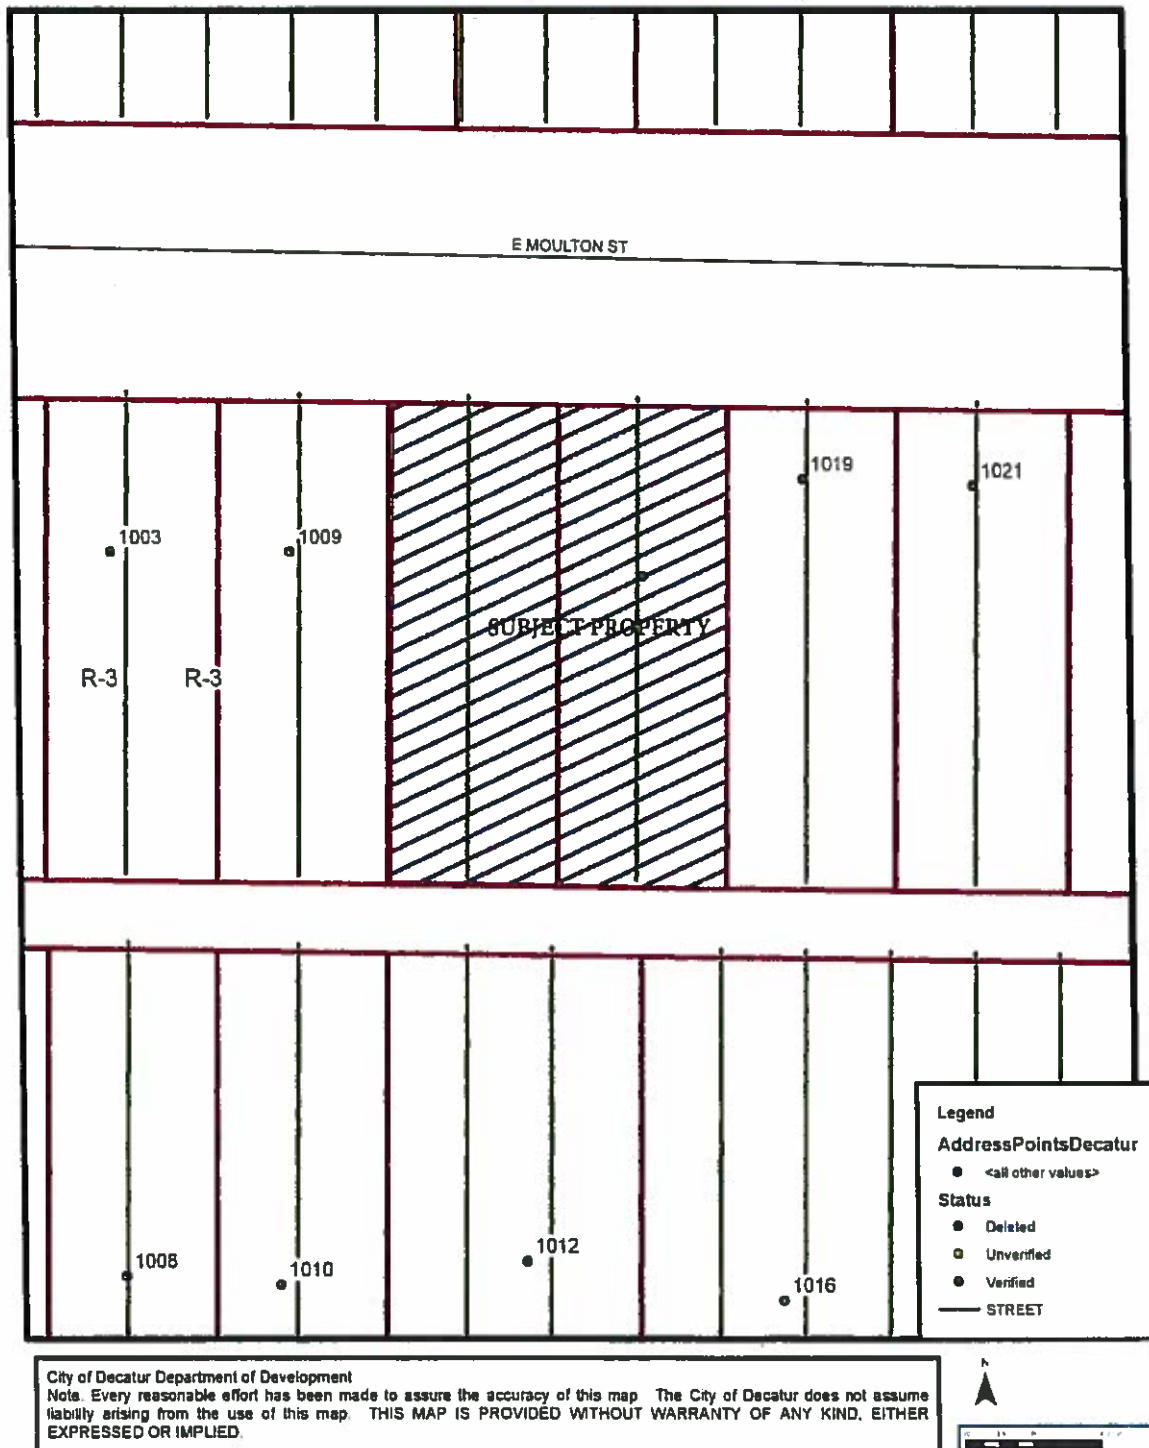 E MOULTON ST
1019
1021
1003
1009
SUBJECT PROPERTY
R-3
R-3
Legend
AddressPointsDecatur
<all other values>
Status
Deleted
Unverified
Verified
STREET
1008
1010
1012
1016
City of Decatur Department of Development
Note. Every reasonable effort has been made to assure the accuracy of this map The City of Decatur does not assume
liability arising from the use of this map. THIS MAP IS PROVIDED WITHOUT WARRANTY OF ANY KIND, EITHER
EXPRESSED OR IMPLIED.
N